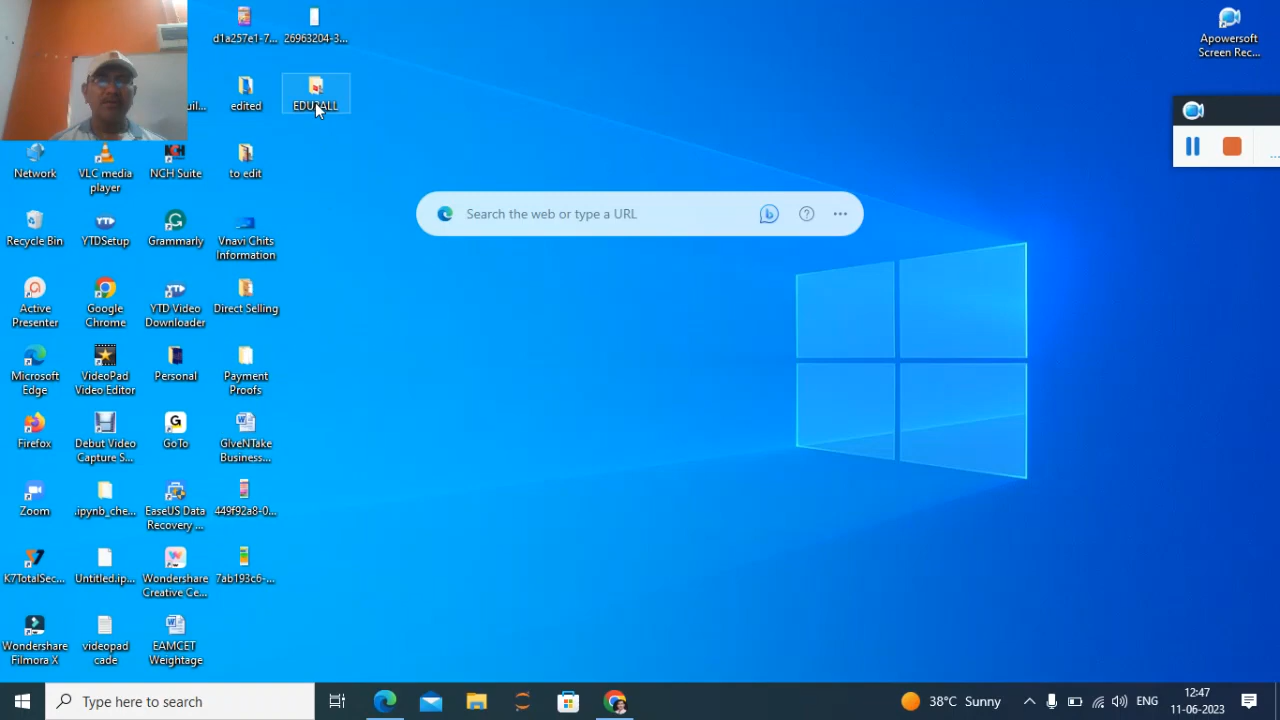 d1a257e1-7...
26963204-3...
Apowersoft
Screen Rec...
uil...
edited
EDU2ALL
Network
VLC media
player
NCH Suite
to edit
Search the web or type a URL
Recycle Bin
YTDSetup
Grammarly
Vnavi Chits
Information
Active
Presenter
Google
Chrome
YTD Video
Downloader
Direct Selling
Microsoft
Edge
VideoPad
Video Editor
Personal
Payment
Proofs
Firefox
Debut Video
Capture S...
GoTo
GIveNTake
Business...
Zoom
.ipynb_che...
EaseUS Data
Recovery ...
449f92a8-0...
K7TotalSec...
Untitled.ip...
Wondershare
Creative Ce...
7ab193c6-...
Wondershare
Filmora X
videopad
cade
EAMCET
Weightage
Type here to search
38°C Sunny
ENG
12:47
11-06-2023